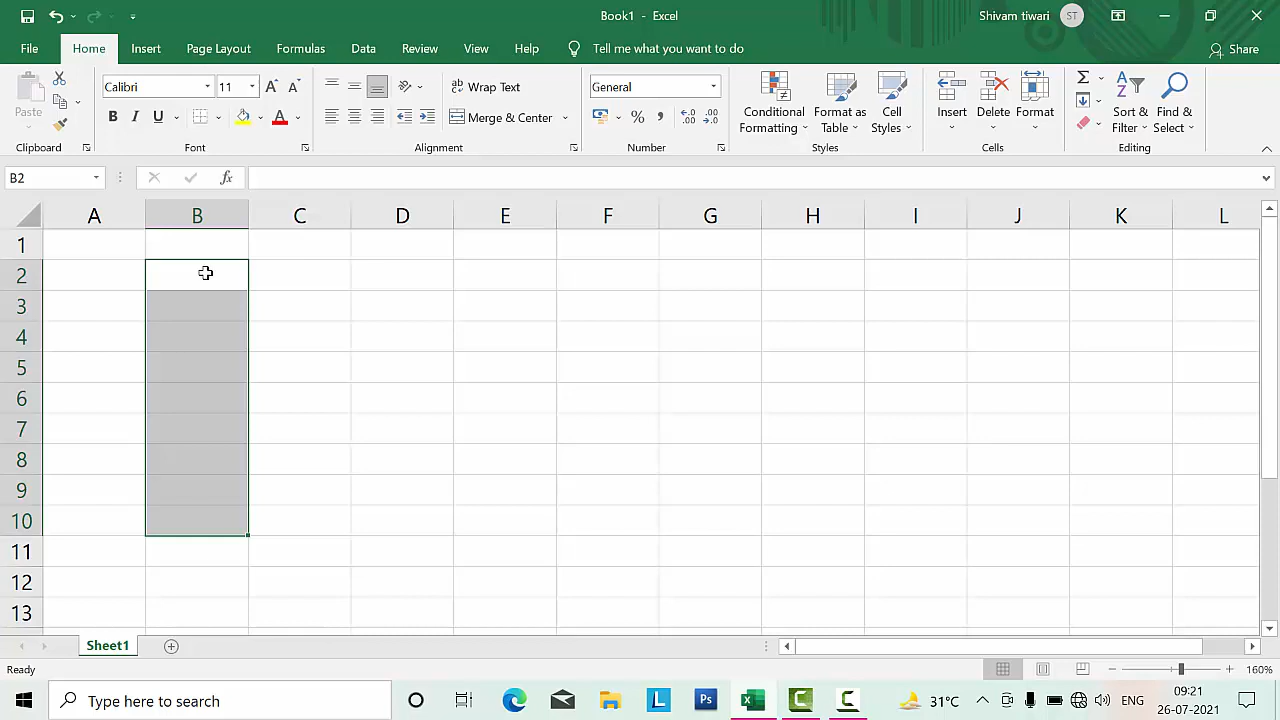 Book1 - Excel
Shivam tiwari
ST
File
Home
Insert
Page Layout
Formulas
Data
Review
View
Help
Tell me what you want to do
Share
Paste
Clipboard
Calibri
11
B I U
Font
Wrap Text
Merge & Center
Alignment
General
%
Number
Conditional
Formatting
Format as
Table
Cell
Styles
Styles
Insert
Delete
Format
Cells
Sort &
Filter
Find &
Select
Editing
B2
fx
A B C D E F G H I J K L
1
2
3
4
5
6
7
8
9
10
11
12
13
Sheet1
Ready
160%
Type here to search
31°C
ENG
09:21
26-07-2021